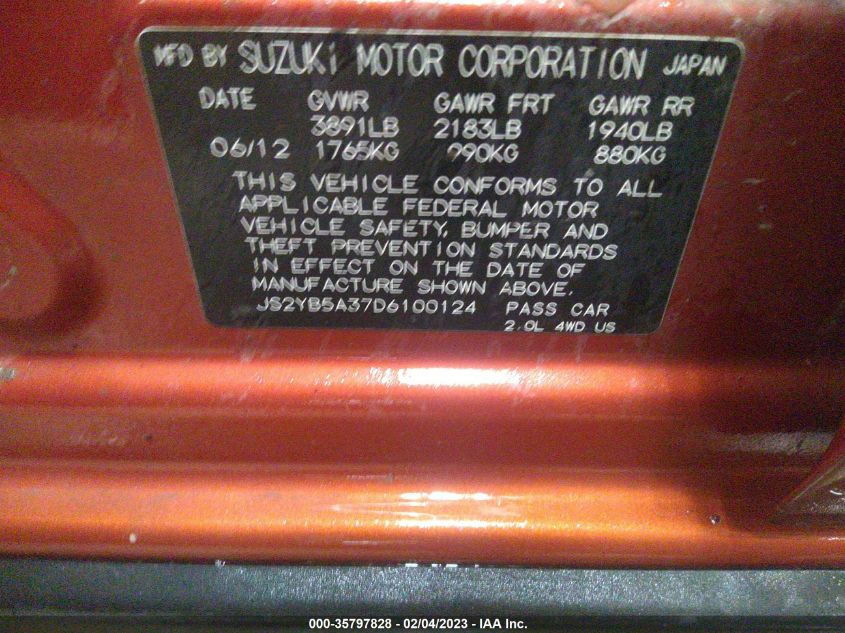 MFD BY SUZUKI MOTOR CORPORATION JAPAN
DATE GVWR GAWR FRT GAWR RR
3891LB 2183LB 1940LB
06/12 1765KG 990KG 880KG
THIS VEHICLE CONFORMS TO ALL
APPLICABLE FEDERAL MOTOR
VEHICLE SAFETY, BUMPER AND
THEFT PREVENTION STANDARDS
IN EFFECT ON THE DATE OF
MANUFACTURE SHOWN ABOVE.
JS2YB5A37D6100124 PASS CAR
2.0L 4WD US
000-35797828 - 02/04/2023 - IAA Inc.